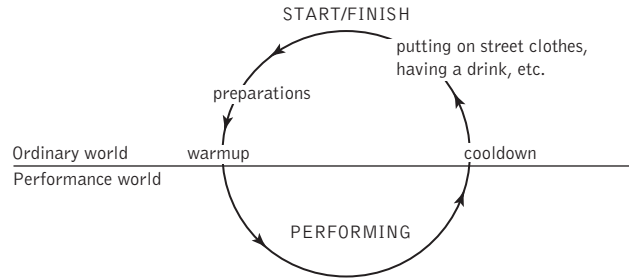 START/FINISH
putting on street clothes,
having a drink, etc.
preparations
Ordinary world
warmup
cooldown
Performance world
PERFORMING